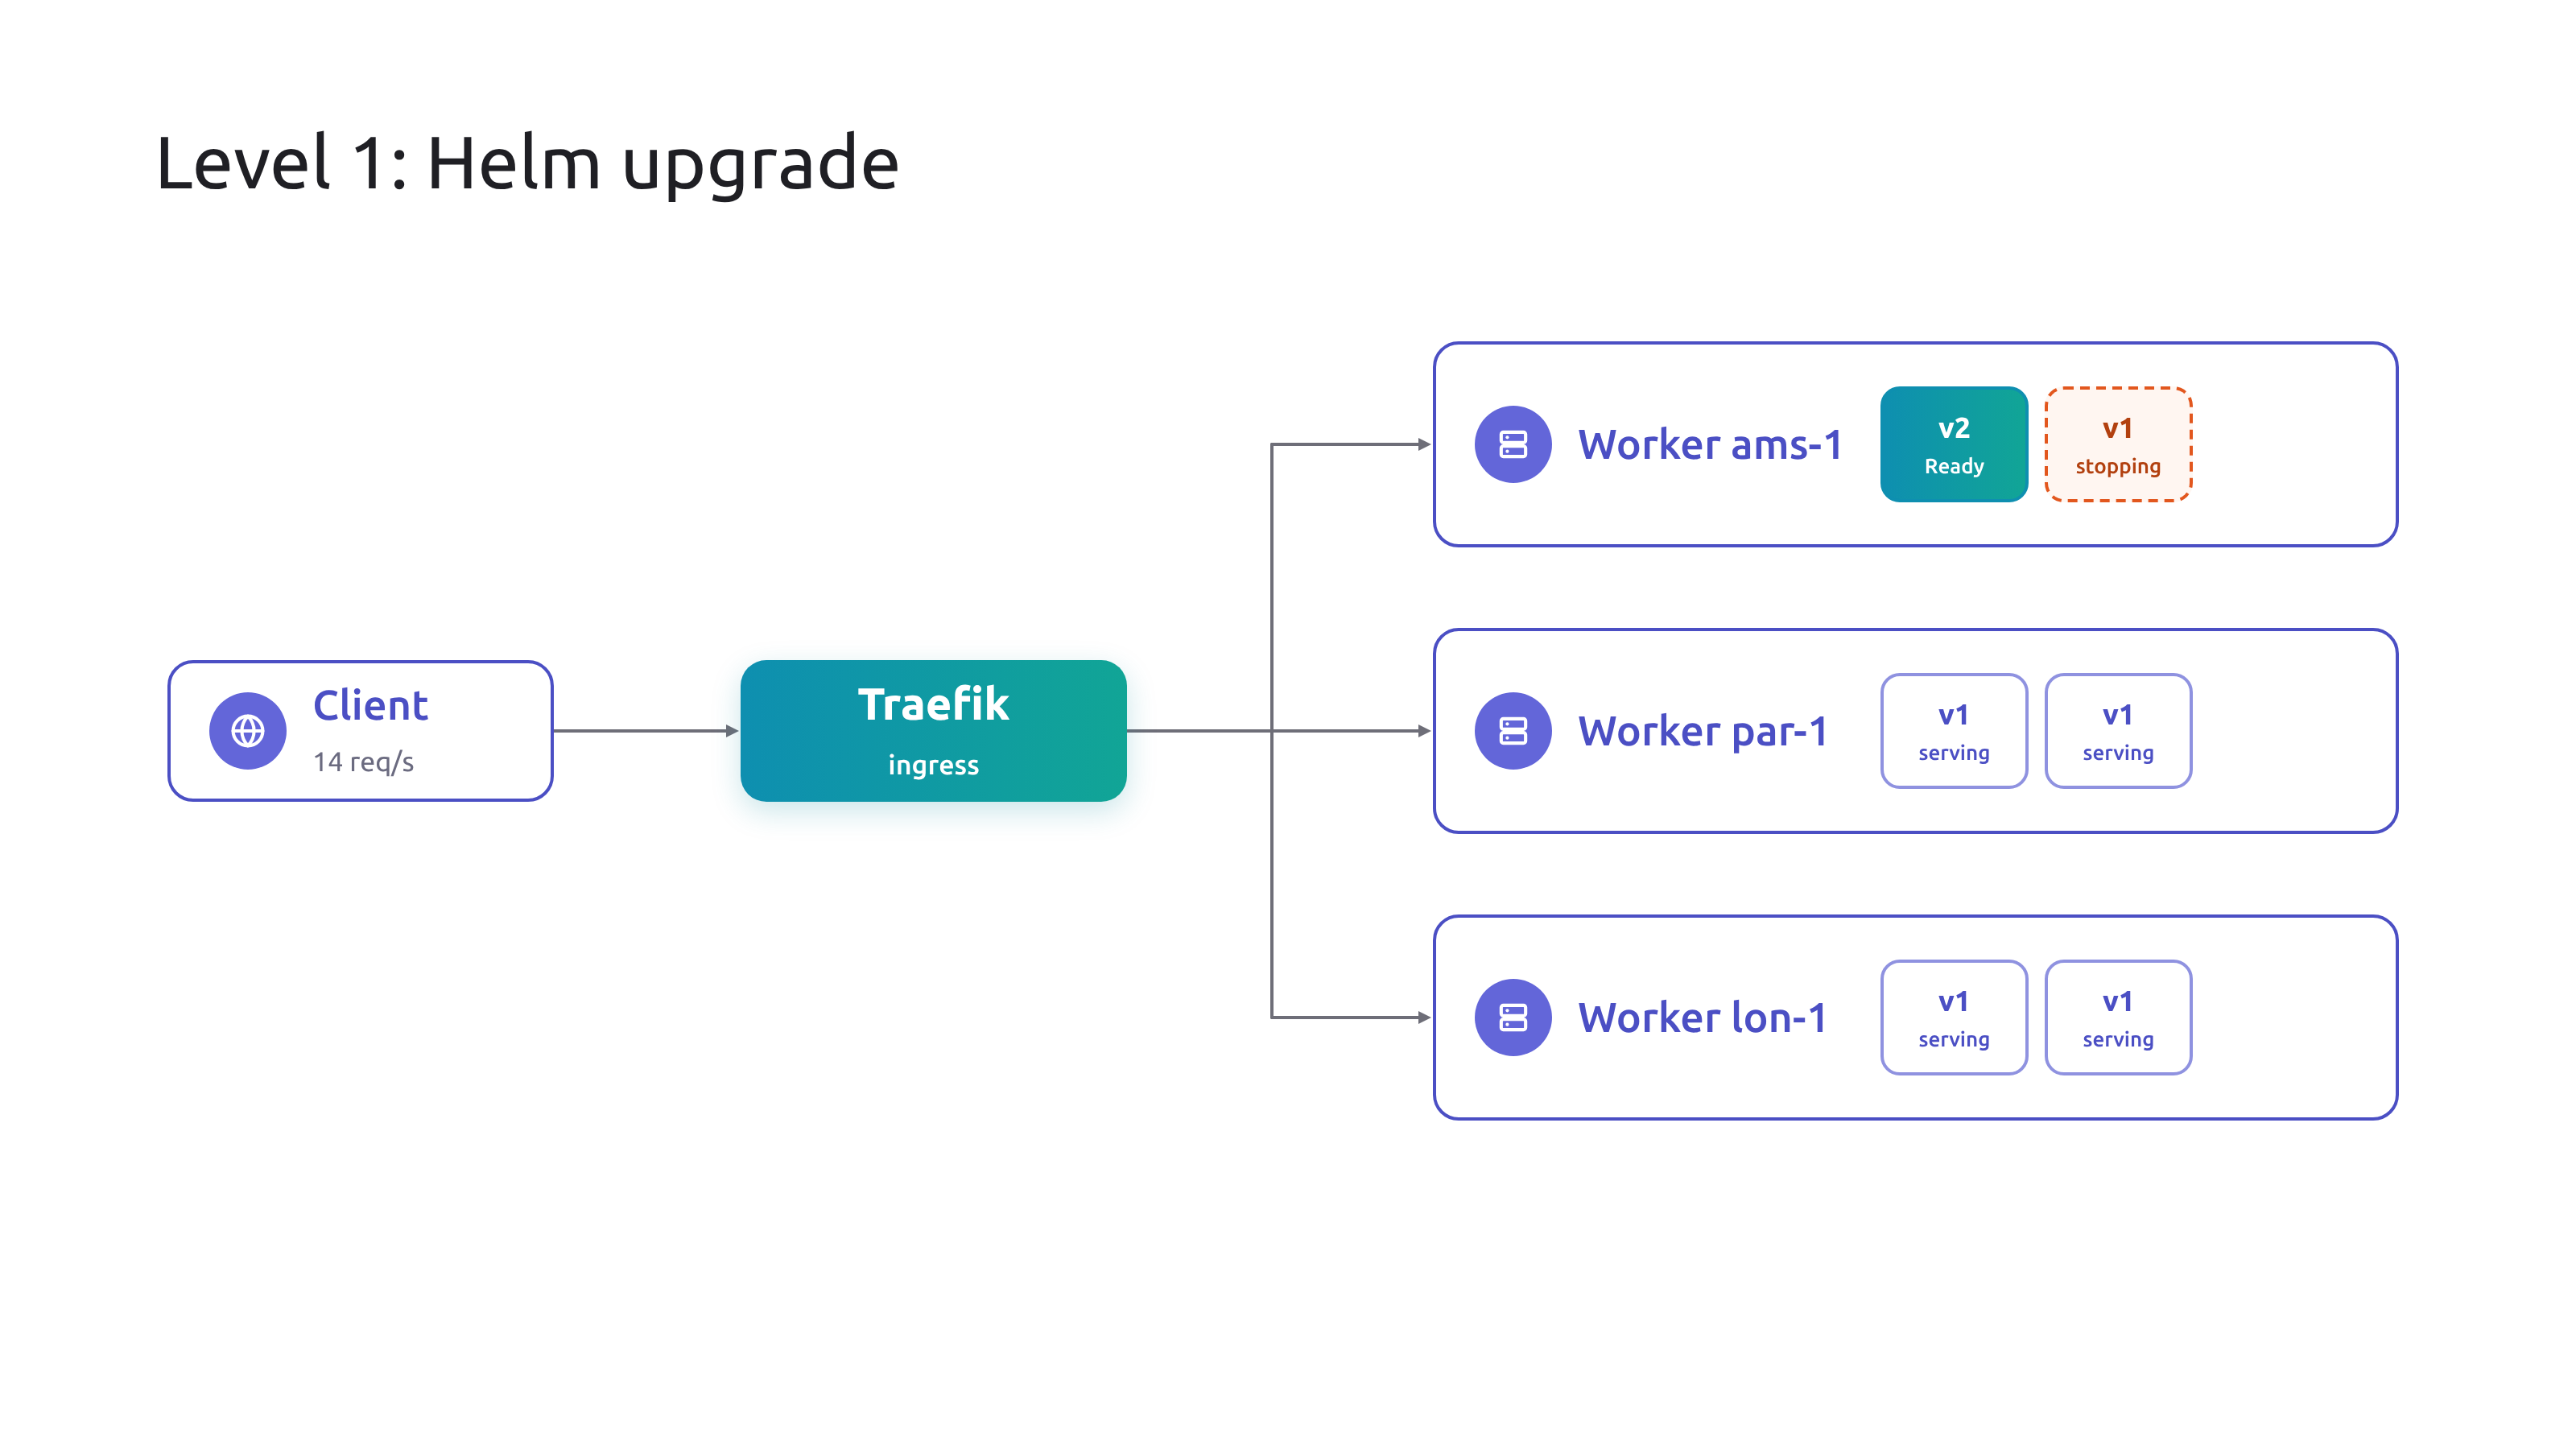 Level 1: Helm upgrade
Client
14 req/s
Traefik
ingress
Worker ams-1
v2
Ready
v1
stopping
Worker par-1
v1
serving
v1
serving
Worker lon-1
v1
serving
v1
serving